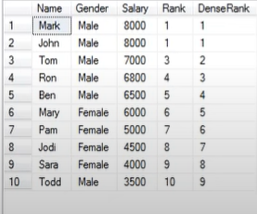 Name Gender Salary Rank DenseRank
1 Mark Male 8000 1 1
2 John Male 8000 1 1
3 Tom Male 7000 3 2
4 Ron Male 6800 4 3
5 Ben Male 6500 5 4
6 Mary Female 6000 6 5
7 Pam Female 5000 7 6
8 Jodi Female 4500 8 7
9 Sara Female 4000 9 8
10 Todd Male 3500 10 9